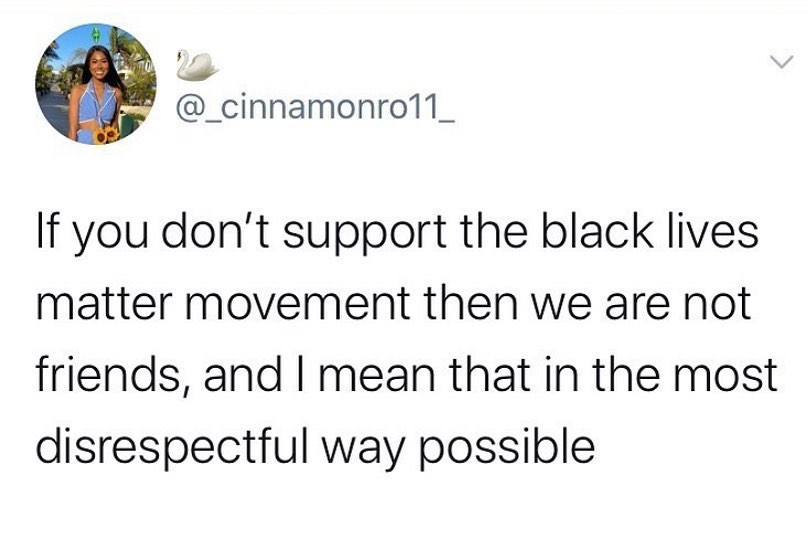 🦢
@_cinnamonro11_
If you don't support the black lives
matter movement then we are not
friends, and I mean that in the most
disrespectful way possible